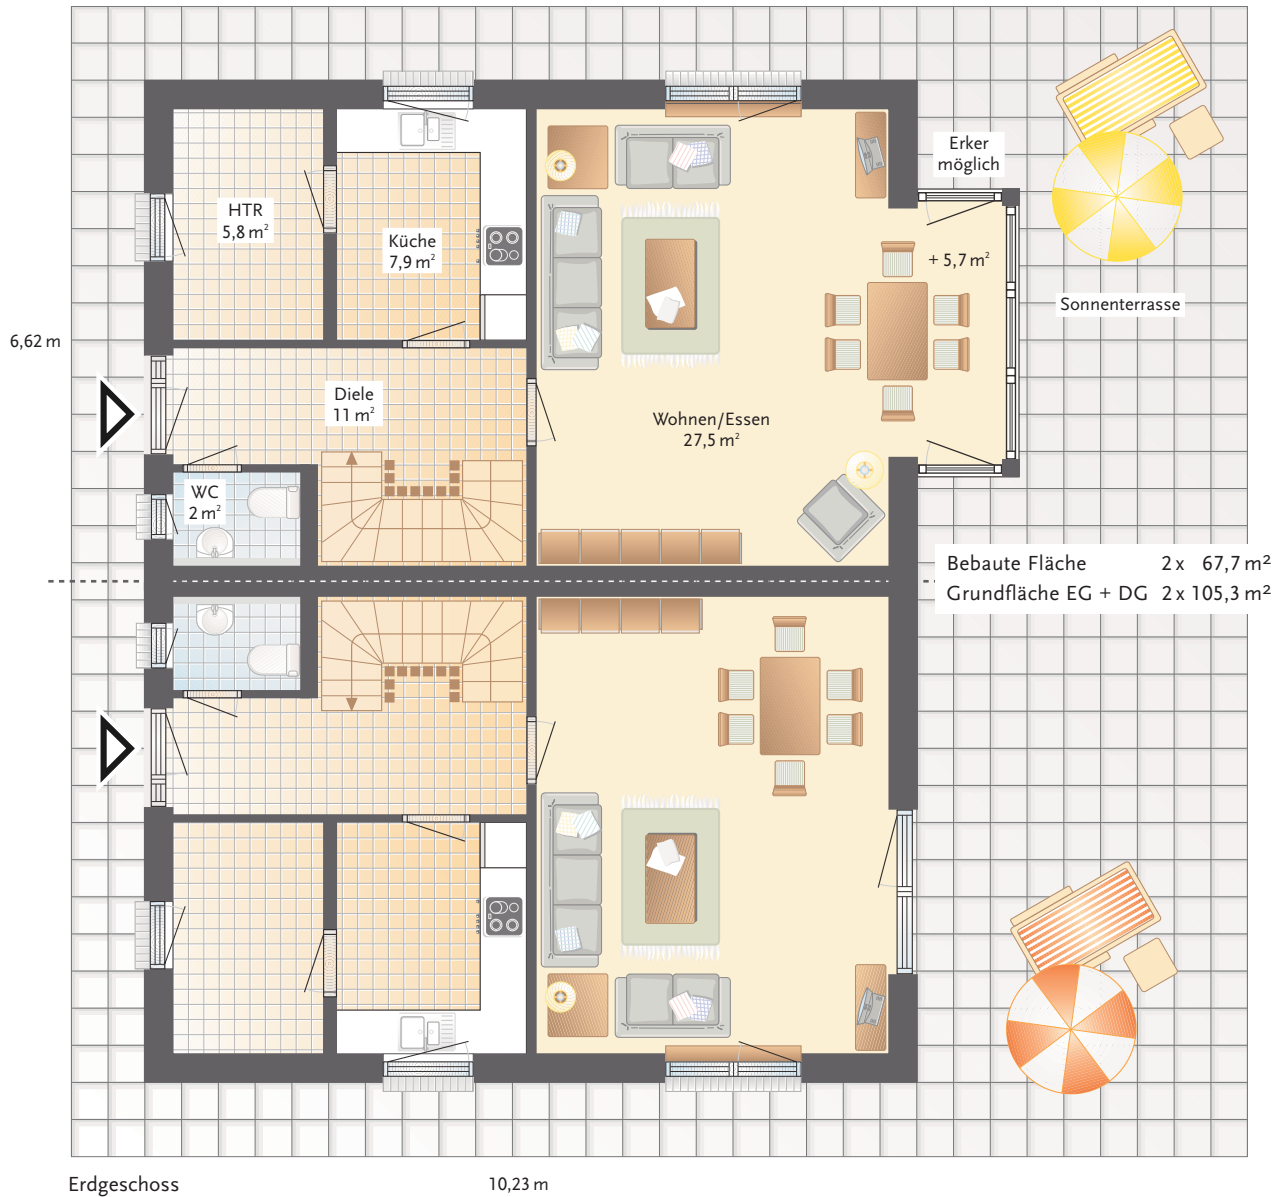 Erker
möglich
HTR
5,8 m²
Küche
7,9 m²
+ 5,7 m²
Sonnenterrasse
6,62 m
Diele
11 m²
Wohnen/Essen
27,5 m²
WC
2 m²
Bebaute Fläche 2 x 67,7 m²
Grundfläche EG + DG 2 x 105,3 m²
Erdgeschoss 10,23 m